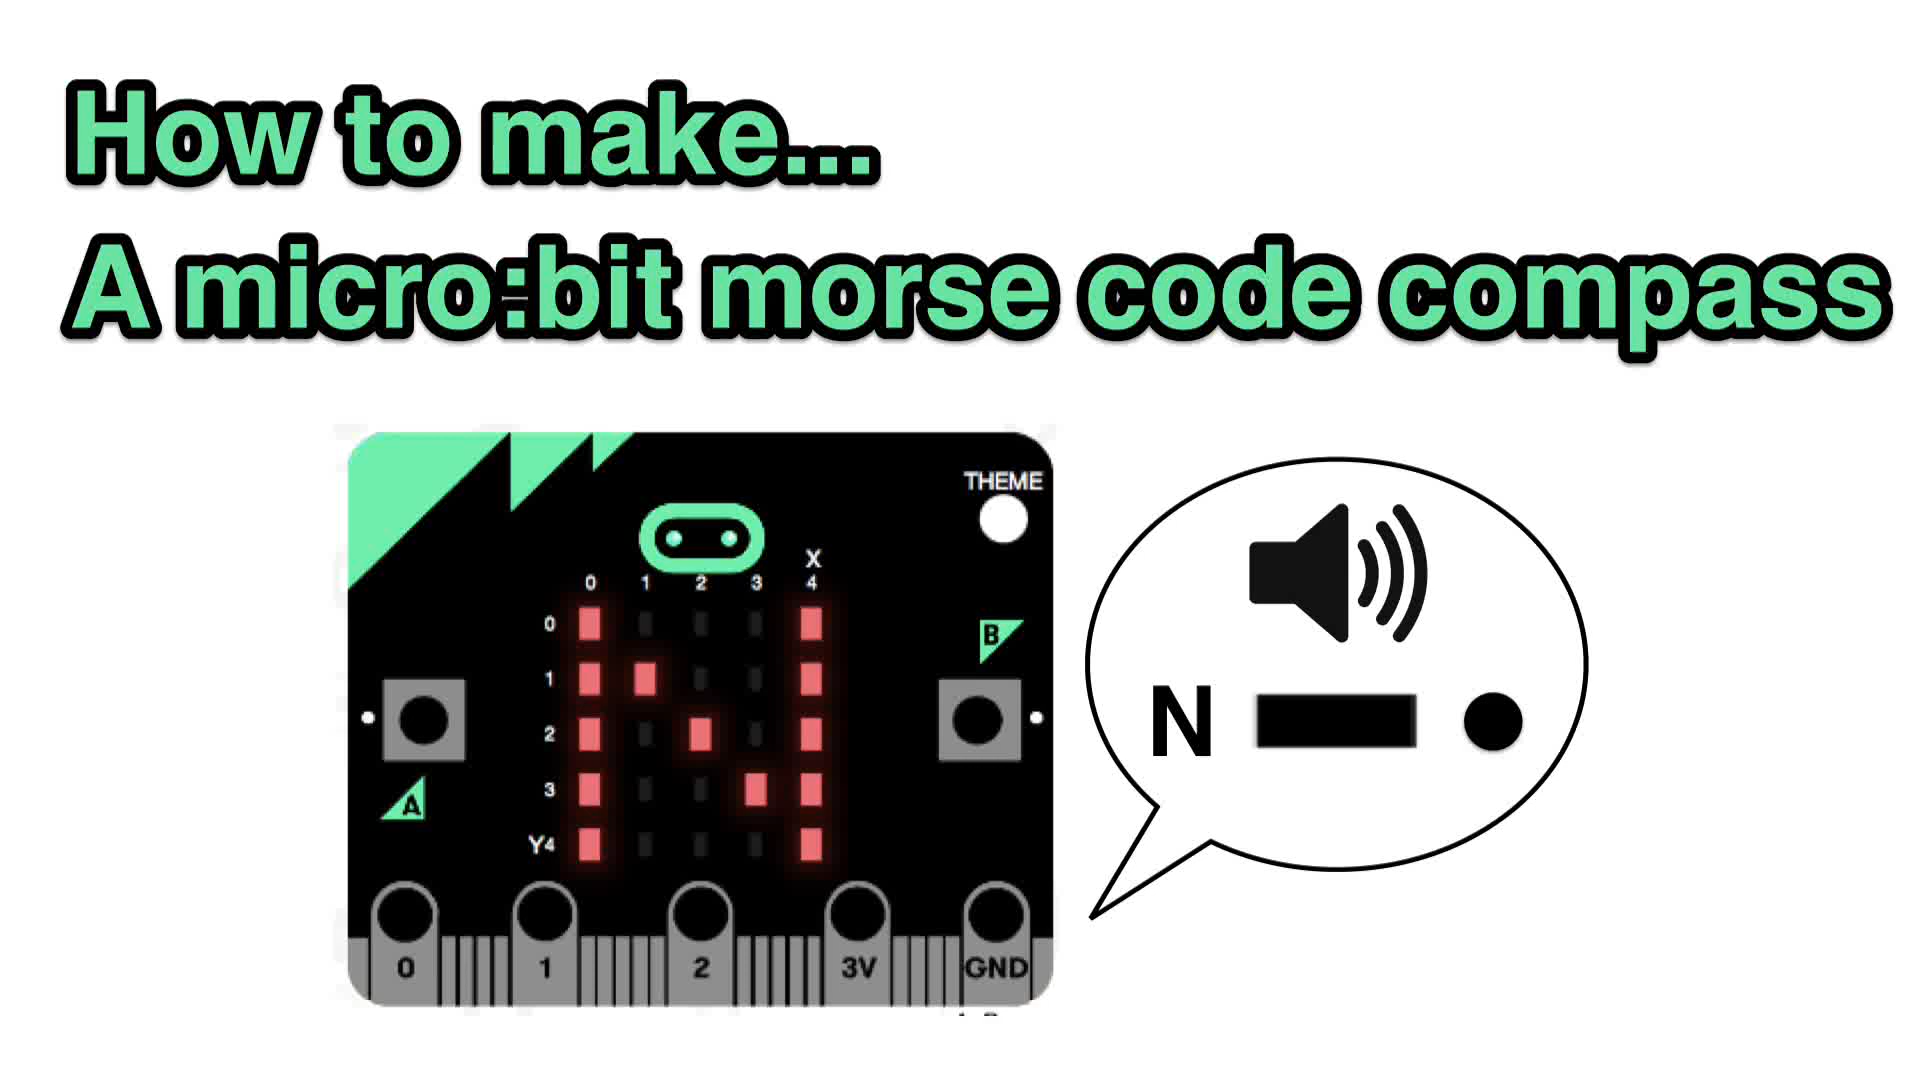 How to make...
A micro:bit morse code compass
THEME
X
0 1 2 3 4
0
B
1
2
N
3
A
Y4
0 1 2 3V GND